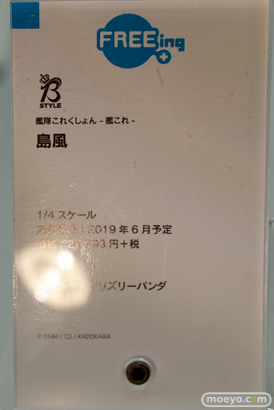 FREEing
B
STYLE
艦隊これくしょん -艦これ-
島風
1/4 スケール
2019年6月予定
93円+税
グリズリーパンダ
© DMM / C2 / KADOKAWA
moeyo.com